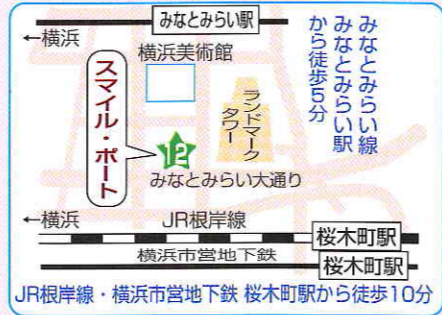 みなとみらい駅
←横浜
横浜美術館
みなとみらい線
みなとみらい駅
から徒歩5分
ランドマーク
タワー
スマイル・ポート
12
みなとみらい大通り
←横浜
JR根岸線
桜木町駅
横浜市営地下鉄
桜木町駅
JR根岸線・横浜市営地下鉄 桜木町駅から徒歩10分